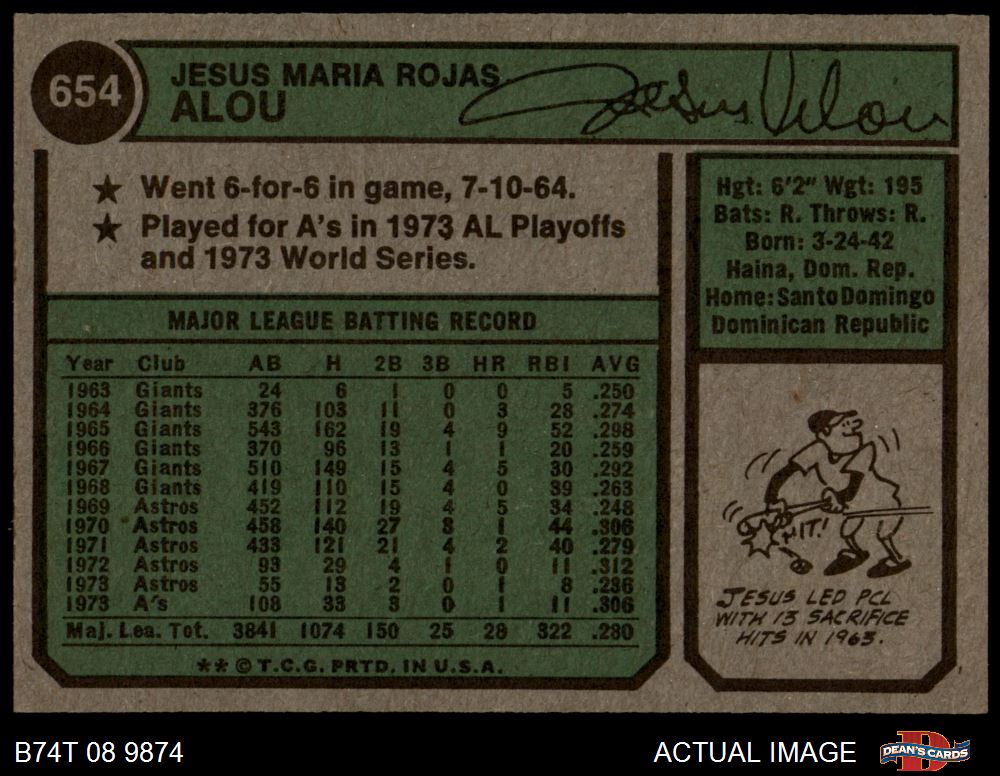 654
JESUS MARIA ROJAS
ALOU
Jesus Alou
★ Went 6-for-6 in game, 7-10-64.
★ Played for A's in 1973 AL Playoffs
and 1973 World Series.
Hgt: 6'2" Wgt: 195
Bats: R. Throws: R.
Born: 3-24-42
Haina, Dom. Rep.
Home: Santo Domingo
Dominican Republic
MAJOR LEAGUE BATTING RECORD
Year Club AB H 2B 3B HR RBI AVG
1963 Giants 24 6 1 0 0 5 .250
1964 Giants 376 103 11 0 3 28 .274
1965 Giants 543 162 19 4 9 52 .298
1966 Giants 370 96 13 1 1 20 .259
1967 Giants 510 149 15 4 5 30 .292
1968 Giants 419 110 15 4 0 39 .263
1969 Astros 452 112 19 4 5 34 .248
1970 Astros 458 140 27 8 1 44 .306
1971 Astros 433 121 21 4 2 40 .279
1972 Astros 93 29 4 1 0 11 .312
1973 Astros 55 13 2 0 1 8 .236
1973 A's 108 33 3 0 1 11 .306
Maj. Lea. Tot. 3841 1074 150 25 28 322 .280
** © T.C.G. PRTD. IN U.S.A.
HIT!
JESUS LED PCL
WITH 13 SACRIFICE
HITS IN 1963.
B74T 08 9874
ACTUAL IMAGE
DEAN'S CARDS